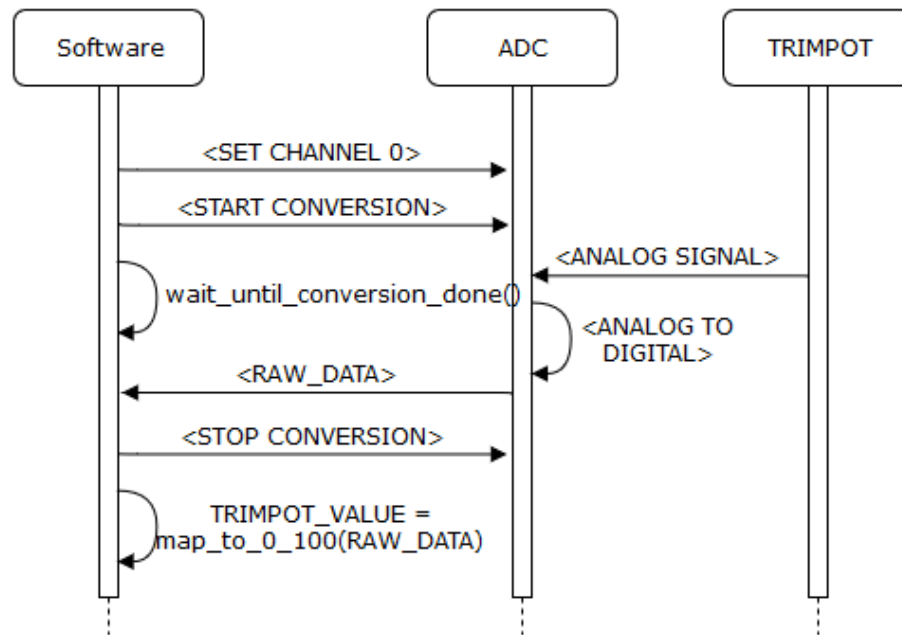 Software
ADC
TRIMPOT
<SET CHANNEL 0>
<START CONVERSION>
<ANALOG SIGNAL>
wait_until_conversion_done()
<ANALOG TO
DIGITAL>
<RAW_DATA>
<STOP CONVERSION>
TRIMPOT_VALUE =
map_to_0_100(RAW_DATA)